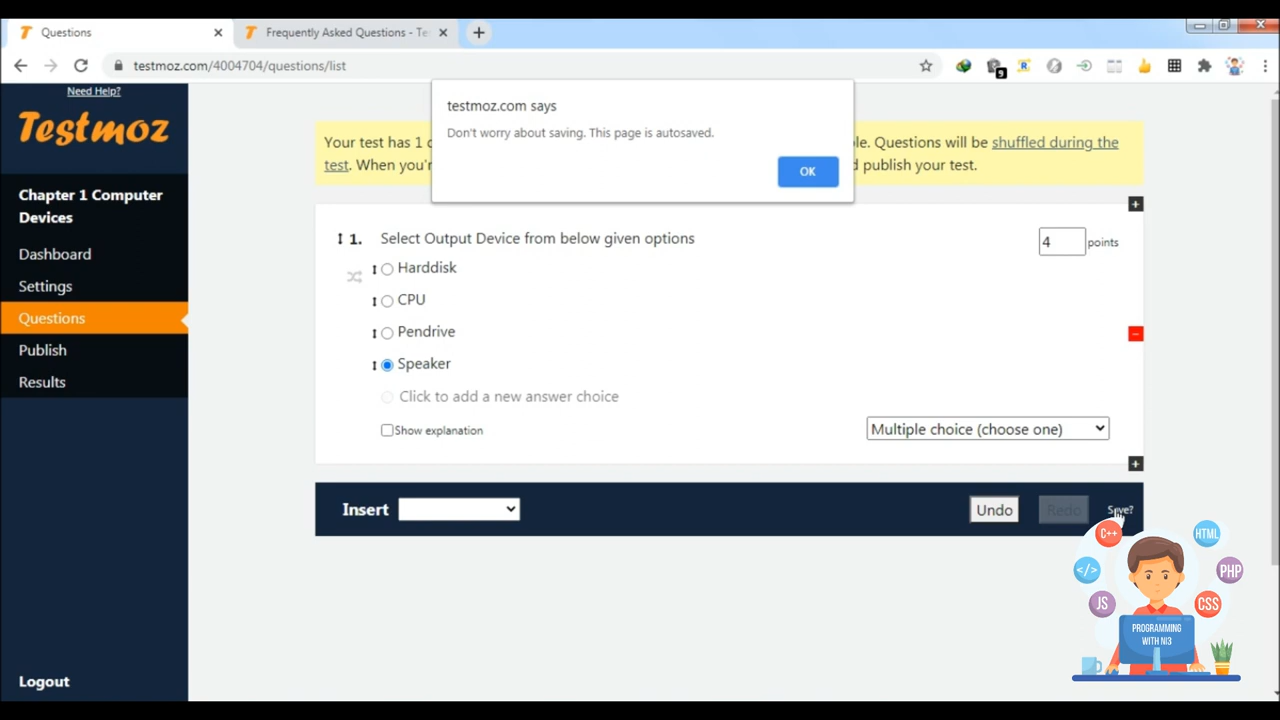 Questions
Frequently Asked Questions - Te
testmoz.com/4004704/questions/list
9
Need Help?
Testmoz
testmoz.com says
Don't worry about saving. This page is autosaved.
OK
Your test has 1 le. Questions will be shuffled during the
test. When you'r d publish your test.
Chapter 1 Computer
Devices
Dashboard
Settings
Questions
Publish
Results
Logout
1. Select Output Device from below given options
4 points
Harddisk
CPU
Pendrive
Speaker
Click to add a new answer choice
Show explanation
Multiple choice (choose one)
Insert
Undo
Redo
Save?
C++
HTML
</>
PHP
JS
CSS
PROGRAMMING
WITH NI3